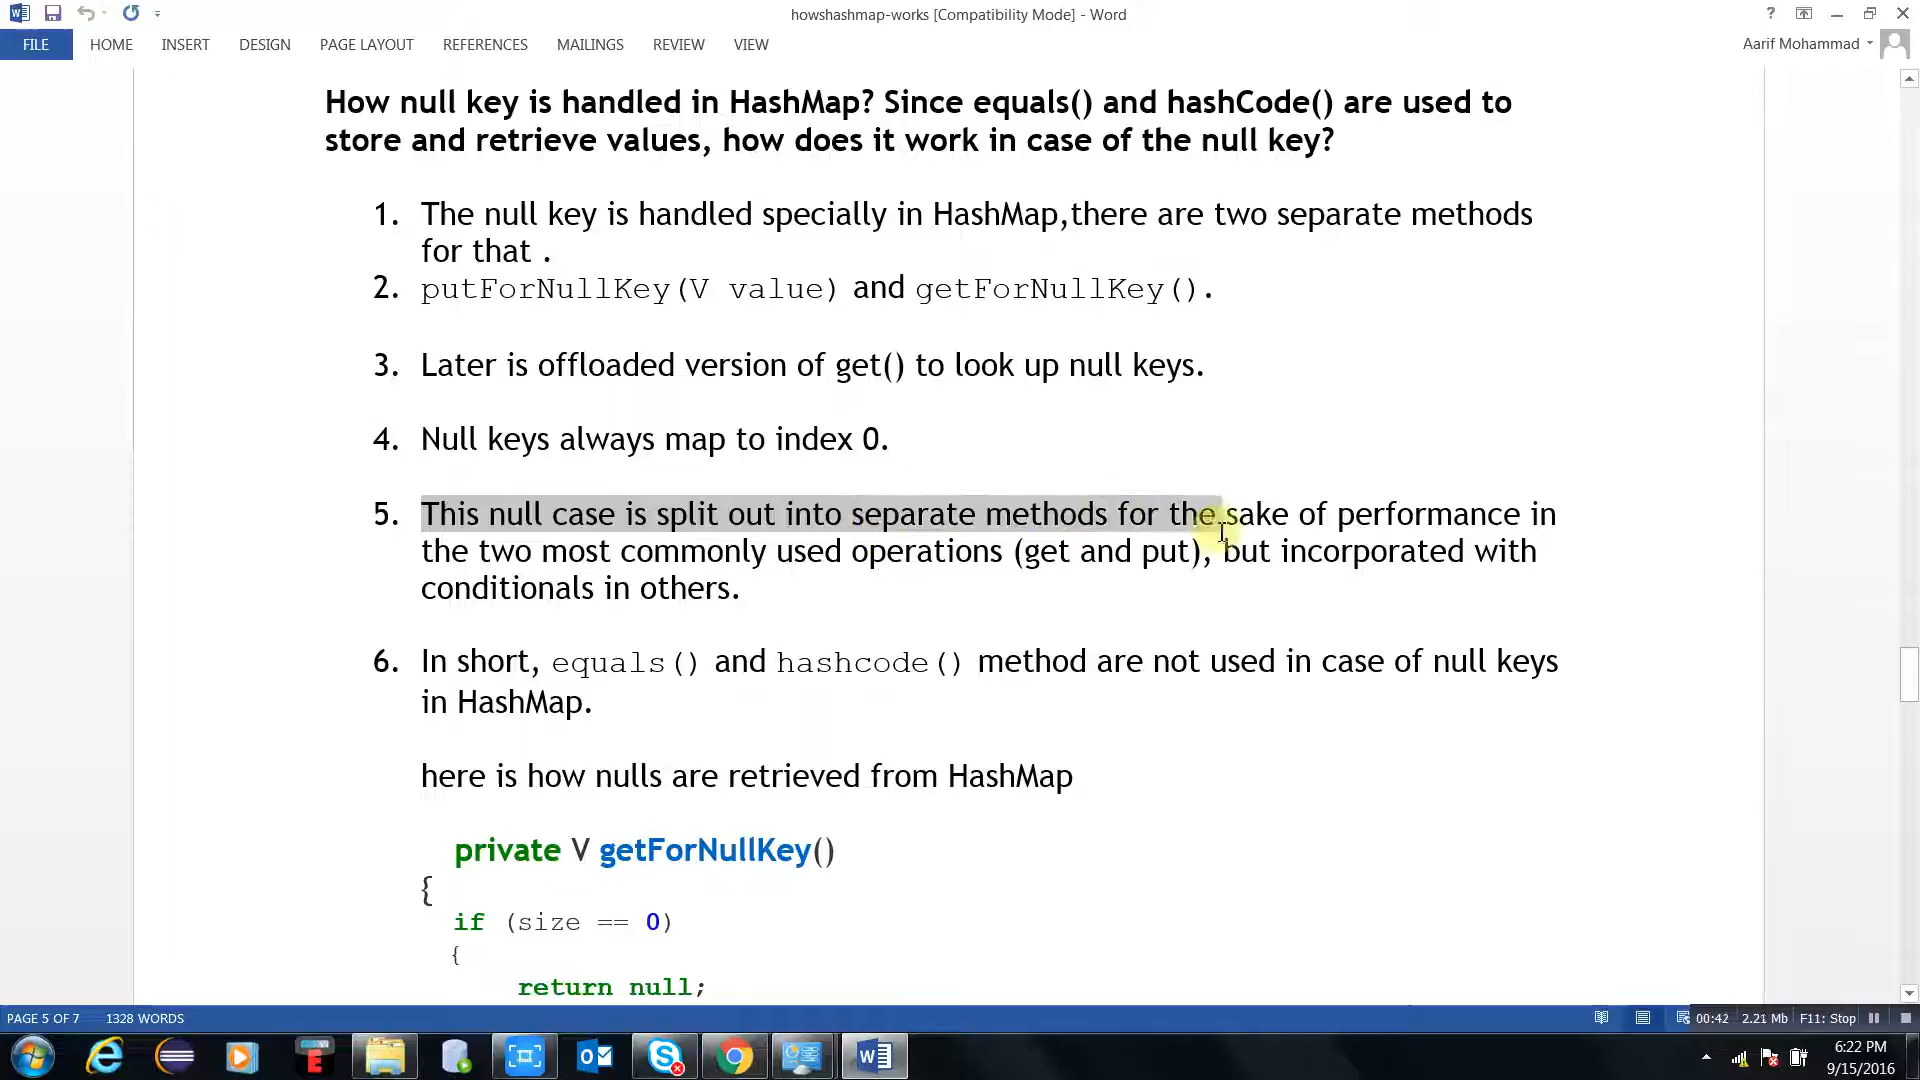 howshashmap-works [Compatibility Mode] - Word
?
FILE HOME INSERT DESIGN PAGE LAYOUT REFERENCES MAILINGS REVIEW VIEW Aarif Mohammad
How null key is handled in HashMap? Since equals() and hashCode() are used to
store and retrieve values, how does it work in case of the null key?
1. The null key is handled specially in HashMap,there are two separate methods
for that .
2. putForNullKey(V value) and getForNullKey().
3. Later is offloaded version of get() to look up null keys.
4. Null keys always map to index 0.
5. This null case is split out into separate methods for the sake of performance in
the two most commonly used operations (get and put), but incorporated with
conditionals in others.
6. In short, equals() and hashcode() method are not used in case of null keys
in HashMap.
here is how nulls are retrieved from HashMap
private V getForNullKey()
{
if (size == 0)
{
return null;
PAGE 5 OF 7 1328 WORDS 00:42 2.21 Mb F11: Stop
6:22 PM
9/15/2016